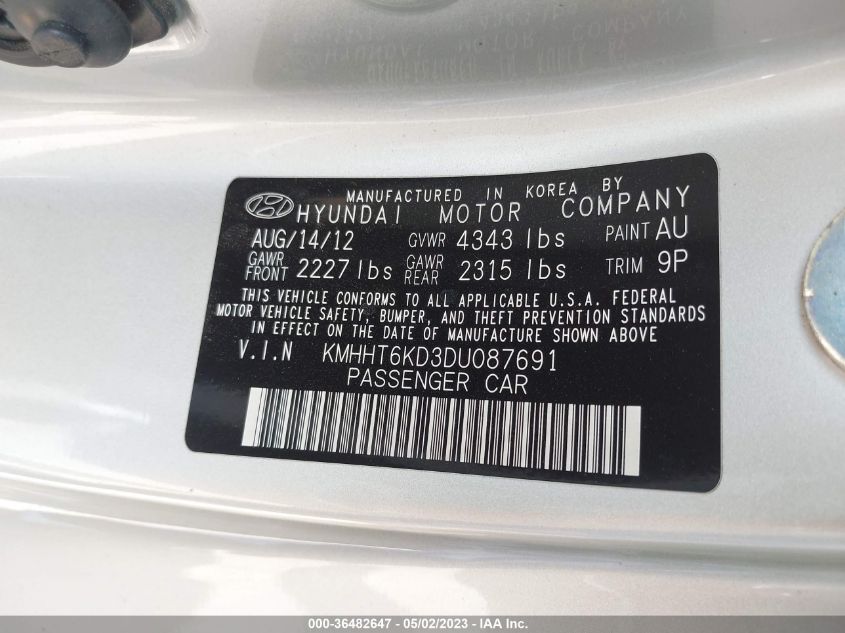 MANUFACTURED IN KOREA BY
HYUNDAI MOTOR COMPANY
AUG/14/12 GVWR 4343 lbs PAINT AU
GAWR FRONT 2227 lbs GAWR REAR 2315 lbs TRIM 9P
THIS VEHICLE CONFORMS TO ALL APPLICABLE U.S.A. FEDERAL
MOTOR VEHICLE SAFETY, BUMPER, AND THEFT PREVENTION STANDARDS
IN EFFECT ON THE DATE OF MANUFACTURE SHOWN ABOVE
V.I.N KMHHT6KD3DU087691
PASSENGER CAR
000-36482647 - 05/02/2023 - IAA Inc.